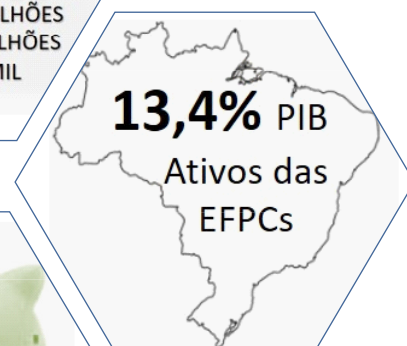 LHÕES
LHÕES
MIL
13,4% PIB
Ativos das
EFPCs